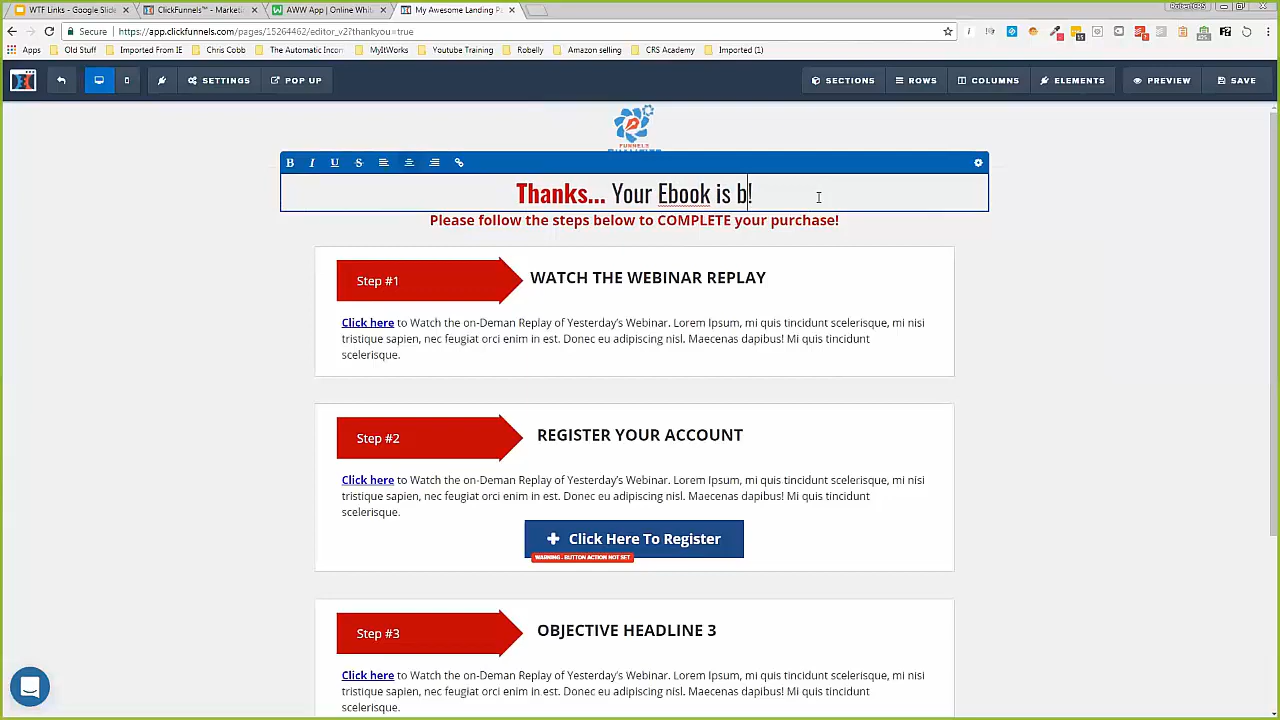 WTF Links - Google Slide
ClickFunnels™ - Marketi
AWW App | Online Whit
My Awesome Landing P
RobertCRS
Secure
https://app.clickfunnels.com/pages/15264462/editor_v2?thankyou=true
Apps
Old Stuff
Imported From IE
Chris Cobb
The Automatic Incon
MyItWorks
Youtube Training
Robelly
Amazon selling
CRS Academy
Imported (1)
SETTINGS
POP UP
SECTIONS
ROWS
COLUMNS
ELEMENTS
PREVIEW
SAVE
FUNNELS
B I U S
Thanks... Your Ebook is b!
Please follow the steps below to COMPLETE your purchase!
Step #1
WATCH THE WEBINAR REPLAY
Click here to Watch the on-Deman Replay of Yesterday's Webinar. Lorem Ipsum, mi quis tincidunt scelerisque, mi nisi
tristique sapien, nec feugiat orci enim in est. Donec eu adipiscing nisl. Maecenas dapibus! Mi quis tincidunt
scelerisque.
Step #2
REGISTER YOUR ACCOUNT
Click here to Watch the on-Deman Replay of Yesterday's Webinar. Lorem Ipsum, mi quis tincidunt scelerisque, mi nisi
tristique sapien, nec feugiat orci enim in est. Donec eu adipiscing nisl. Maecenas dapibus! Mi quis tincidunt
scelerisque.
Click Here To Register
WARNING - BUTTON ACTION NOT SET
Step #3
OBJECTIVE HEADLINE 3
Click here to Watch the on-Deman Replay of Yesterday's Webinar. Lorem Ipsum, mi quis tincidunt scelerisque, mi nisi
tristique sapien, nec feugiat orci enim in est. Donec eu adipiscing nisl. Maecenas dapibus! Mi quis tincidunt
scelerisque.